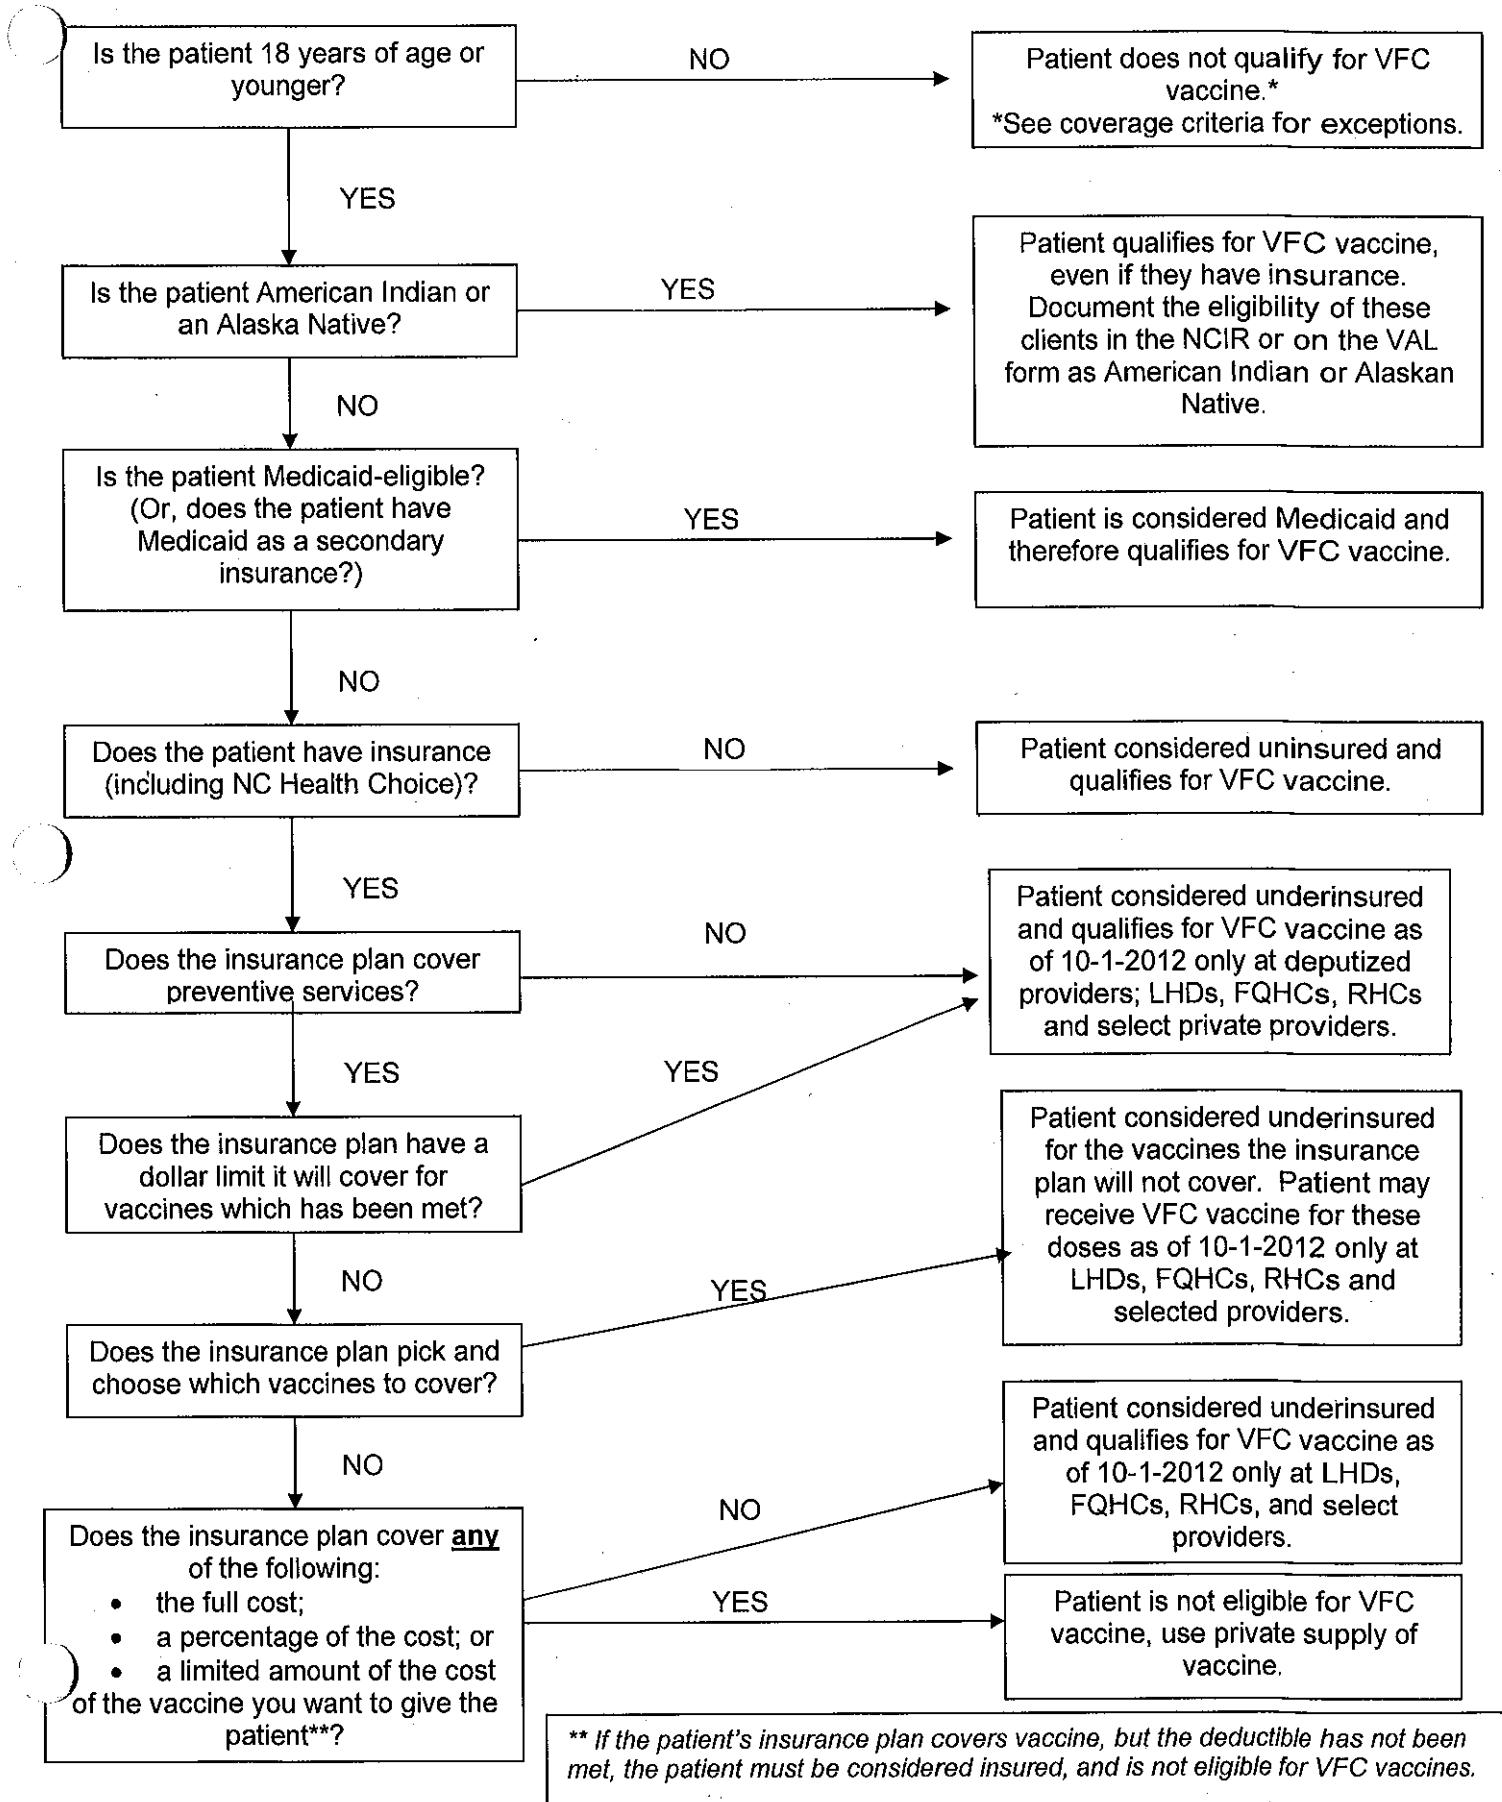 Is the patient 18 years of age or
younger?
NO
Patient does not qualify for VFC
vaccine.*
*See coverage criteria for exceptions.
YES
Is the patient American Indian or
an Alaska Native?
YES
Patient qualifies for VFC vaccine,
even if they have insurance.
Document the eligibility of these
clients in the NCIR or on the VAL
form as American Indian or Alaskan
Native.
NO
Is the patient Medicaid-eligible?
(Or, does the patient have
Medicaid as a secondary
insurance?)
YES
Patient is considered Medicaid and
therefore qualifies for VFC vaccine.
NO
Does the patient have insurance
(including NC Health Choice)?
NO
Patient considered uninsured and
qualifies for VFC vaccine.
YES
Does the insurance plan cover
preventive services?
NO
Patient considered underinsured
and qualifies for VFC vaccine as
of 10-1-2012 only at deputized
providers; LHDs, FQHCs, RHCs
and select private providers.
YES
Does the insurance plan have a
dollar limit it will cover for
vaccines which has been met?
YES
NO
Does the insurance plan pick and
choose which vaccines to cover?
YES
Patient considered underinsured
for the vaccines the insurance
plan will not cover. Patient may
receive VFC vaccine for these
doses as of 10-1-2012 only at
LHDs, FQHCs, RHCs and
selected providers.
NO
Does the insurance plan cover any
of the following:
• the full cost;
• a percentage of the cost; or
• a limited amount of the cost
of the vaccine you want to give the
patient**?
NO
Patient considered underinsured
and qualifies for VFC vaccine as
of 10-1-2012 only at LHDs,
FQHCs, RHCs, and select
providers.
YES
Patient is not eligible for VFC
vaccine, use private supply of
vaccine.
** If the patient's insurance plan covers vaccine, but the deductible has not been
met, the patient must be considered insured, and is not eligible for VFC vaccines.